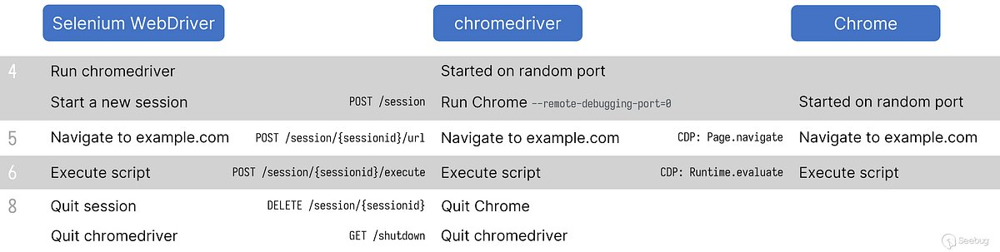 Selenium WebDriver chromedriver Chrome
4 Run chromedriver Started on random port
Start a new session POST /session Run Chrome --remote-debugging-port=0 Started on random port
5 Navigate to example.com POST /session/{sessionid}/url Navigate to example.com CDP: Page.navigate Navigate to example.com
6 Execute script POST /session/{sessionid}/execute Execute script CDP: Runtime.evaluate Execute script
8 Quit session DELETE /session/{sessionid} Quit Chrome
Quit chromedriver GET /shutdown Quit chromedriver
Seebug